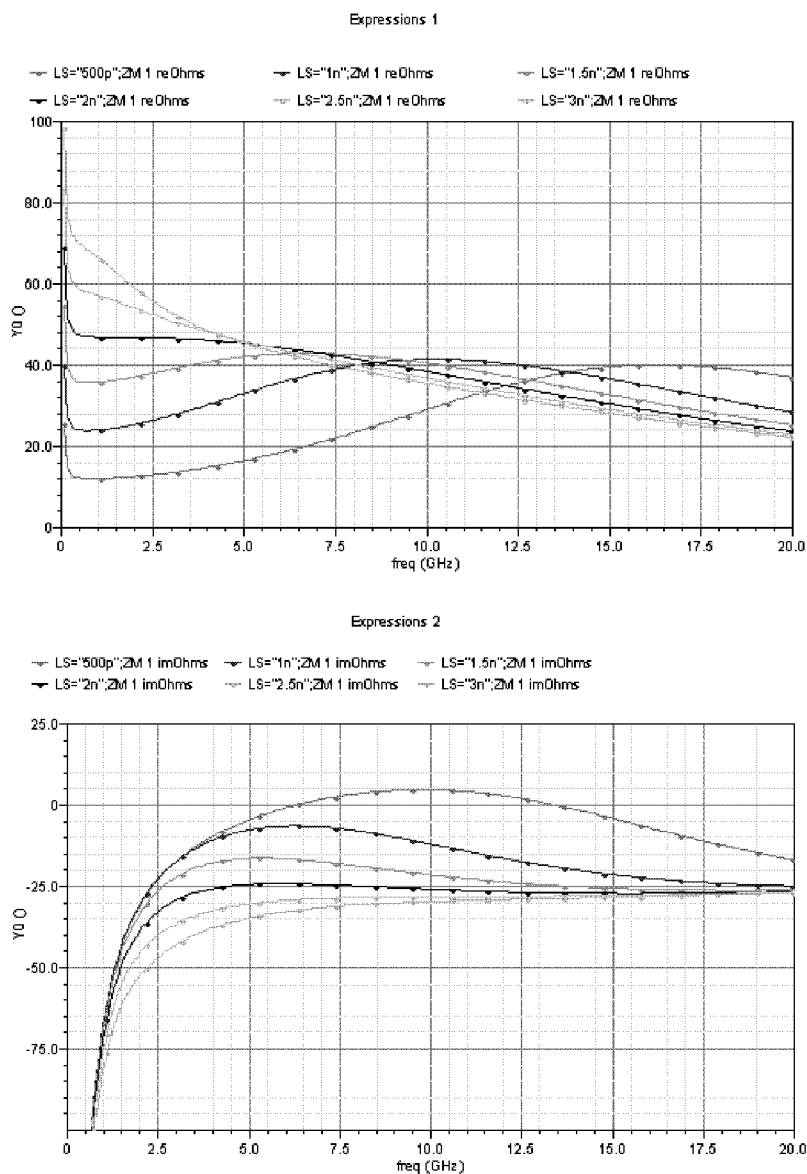 Expressions 1
LS="500p";ZM 1 reOhms LS="1n";ZM 1 reOhms LS="1.5n";ZM 1 reOhms
LS="2n";ZM 1 reOhms LS="2.5n";ZM 1 reOhms LS="3n";ZM 1 reOhms
100
80.0
60.0
40.0
20.0
0
Y0 ()
0 2.5 5.0 7.5 10.0 12.5 15.0 17.5 20.0
freq (GHz)
Expressions 2
LS="500p";ZM 1 imOhms LS="1n";ZM 1 imOhms LS="1.5n";ZM 1 imOhms
LS="2n";ZM 1 imOhms LS="2.5n";ZM 1 imOhms LS="3n";ZM 1 imOhms
25.0
0
-25.0
-50.0
-75.0
Y0 ()
0 2.5 5.0 7.5 10.0 12.5 15.0 17.5 20.0
freq (GHz)